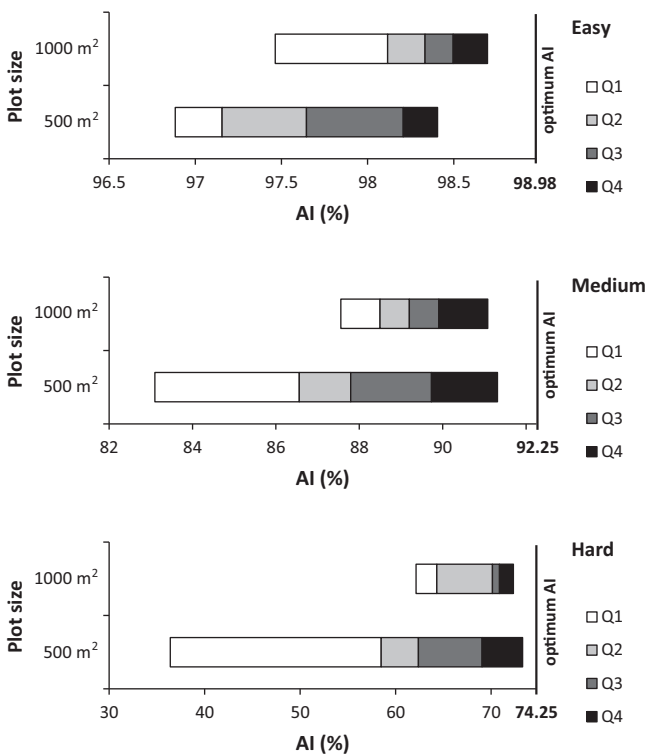 Easy
Plot size
1000 m²
500 m²
optimum AI
Q1
Q2
Q3
Q4
96.5 97 97.5 98 98.5 98.98
AI (%)
Medium
Plot size
1000 m²
500 m²
optimum AI
Q1
Q2
Q3
Q4
82 84 86 88 90 92.25
AI (%)
Hard
Plot size
1000 m²
500 m²
optimum AI
Q1
Q2
Q3
Q4
30 40 50 60 70 74.25
AI (%)